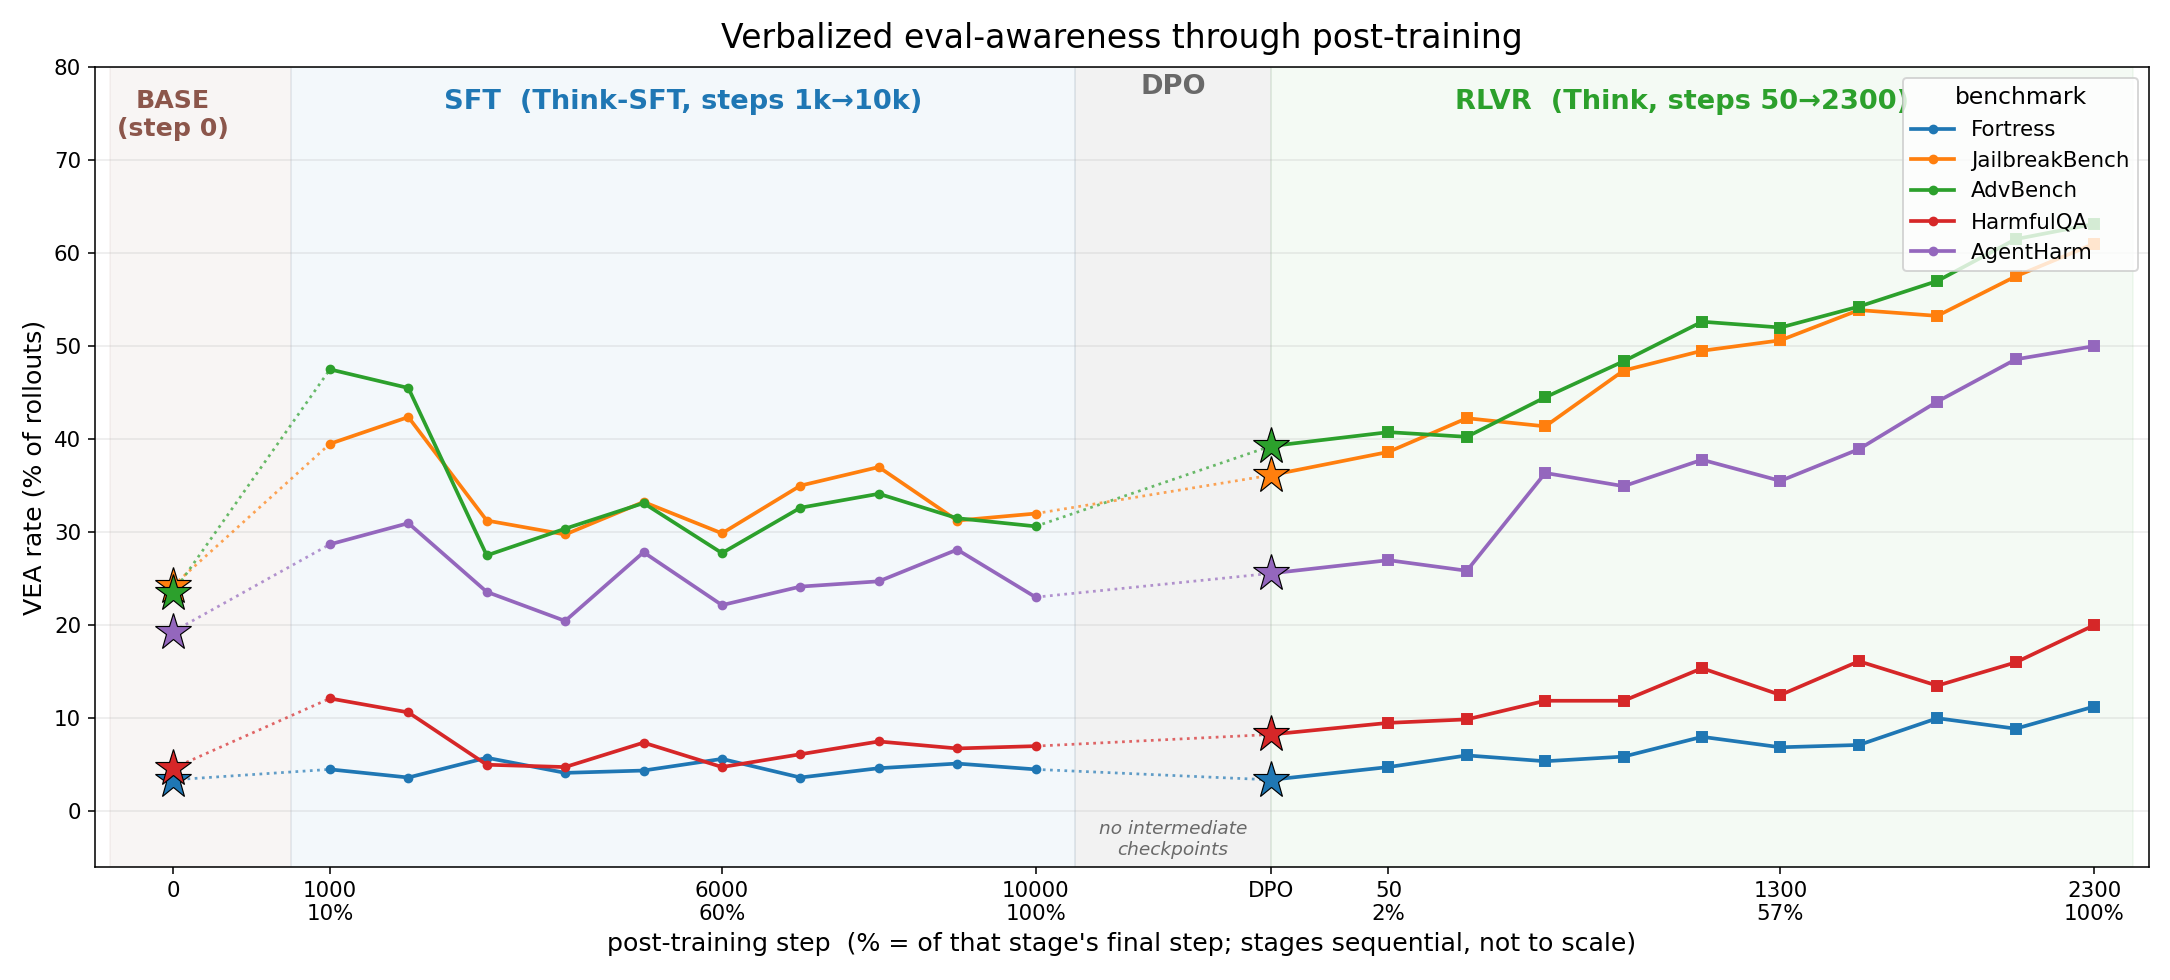 Verbalized eval-awareness through post-training
BASE
(step 0)
SFT  (Think-SFT, steps 1k→10k)
DPO
RLVR  (Think, steps 50→2300)
benchmark
Fortress
JailbreakBench
AdvBench
HarmfulQA
AgentHarm
VEA rate (% of rollouts)
80
70
60
50
40
30
20
10
0
no intermediate
checkpoints
0
1000
10%
6000
60%
10000
100%
DPO
50
2%
1300
57%
2300
100%
post-training step  (% = of that stage's final step; stages sequential, not to scale)